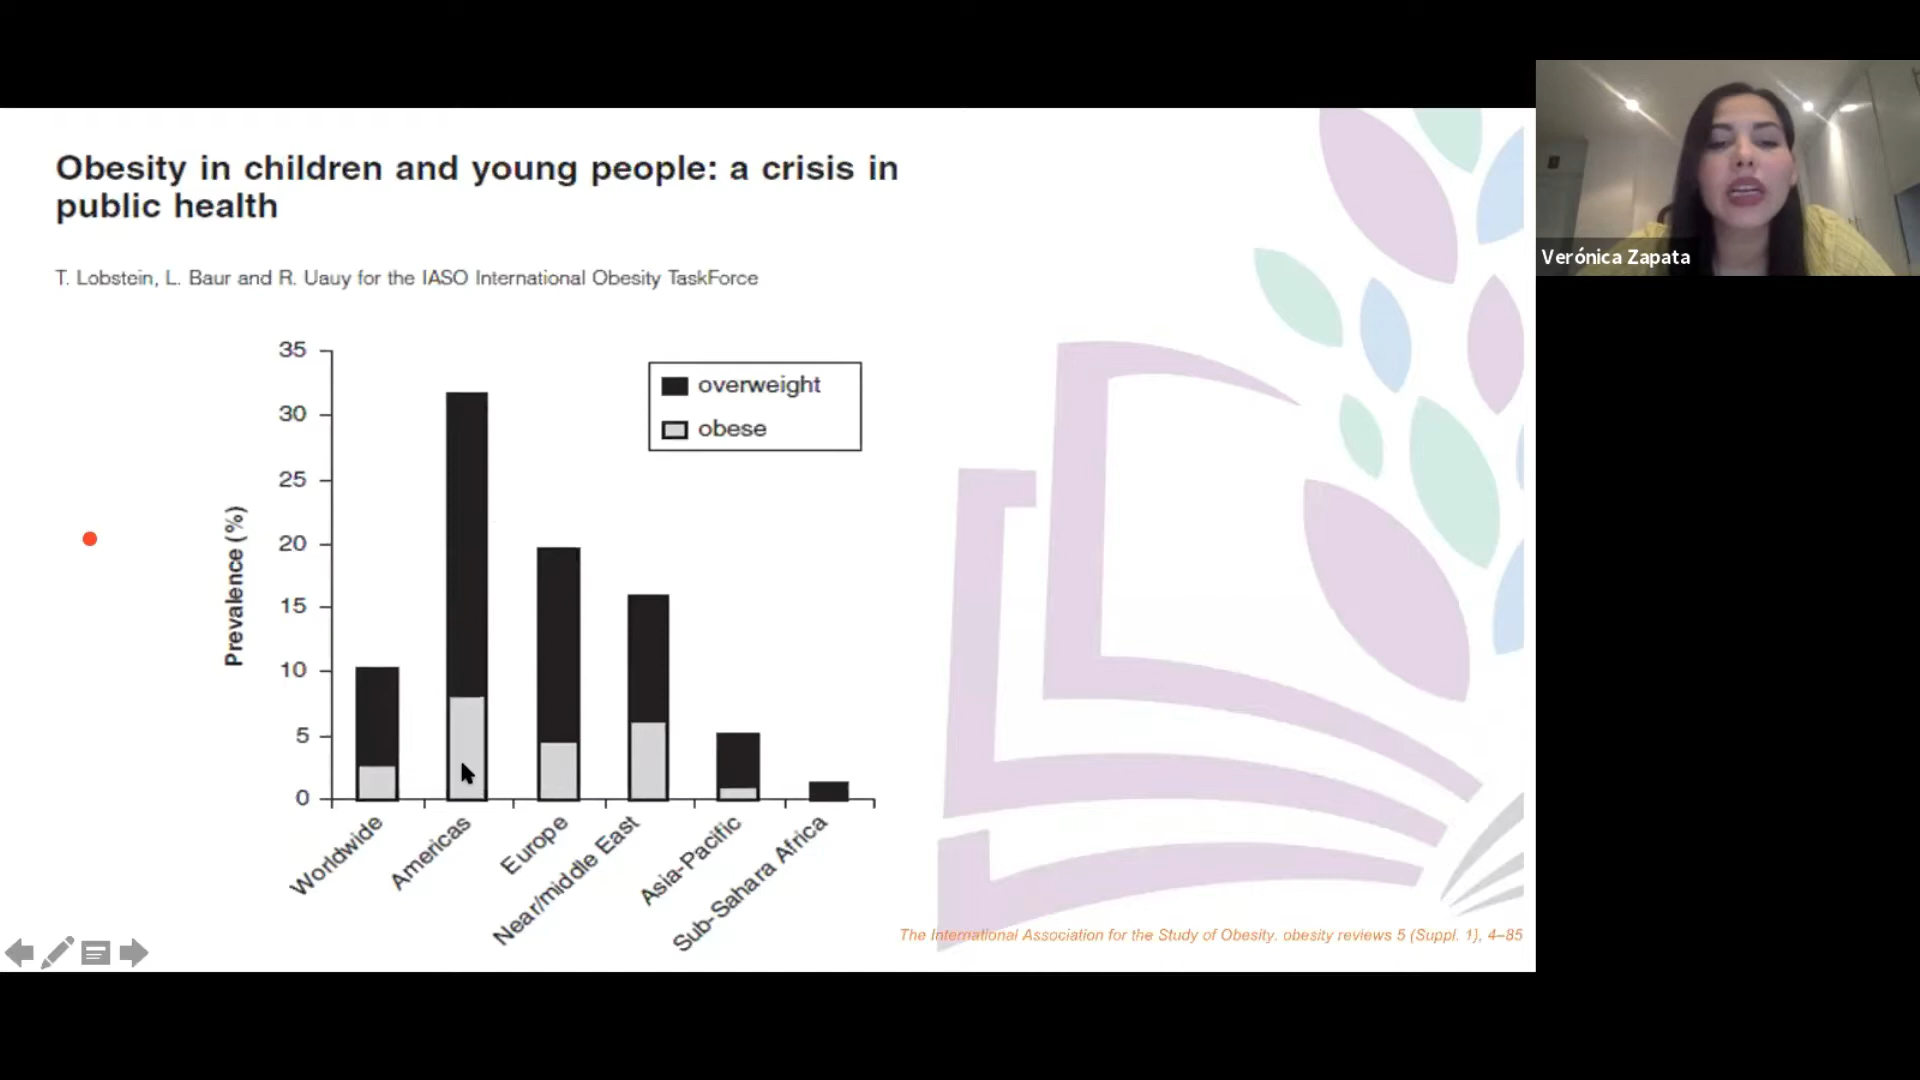 Obesity in children and young people: a crisis in
public health
T. Lobstein, L. Baur and R. Uauy for the IASO International Obesity TaskForce
Verónica Zapata
35
30
25
20
15
10
5
0
Prevalence (%)
overweight
obese
Worldwide
Americas
Europe
Near/middle East
Asia-Pacific
Sub-Sahara Africa
The International Association for the Study of Obesity. obesity reviews 5 (Suppl. 1), 4–85